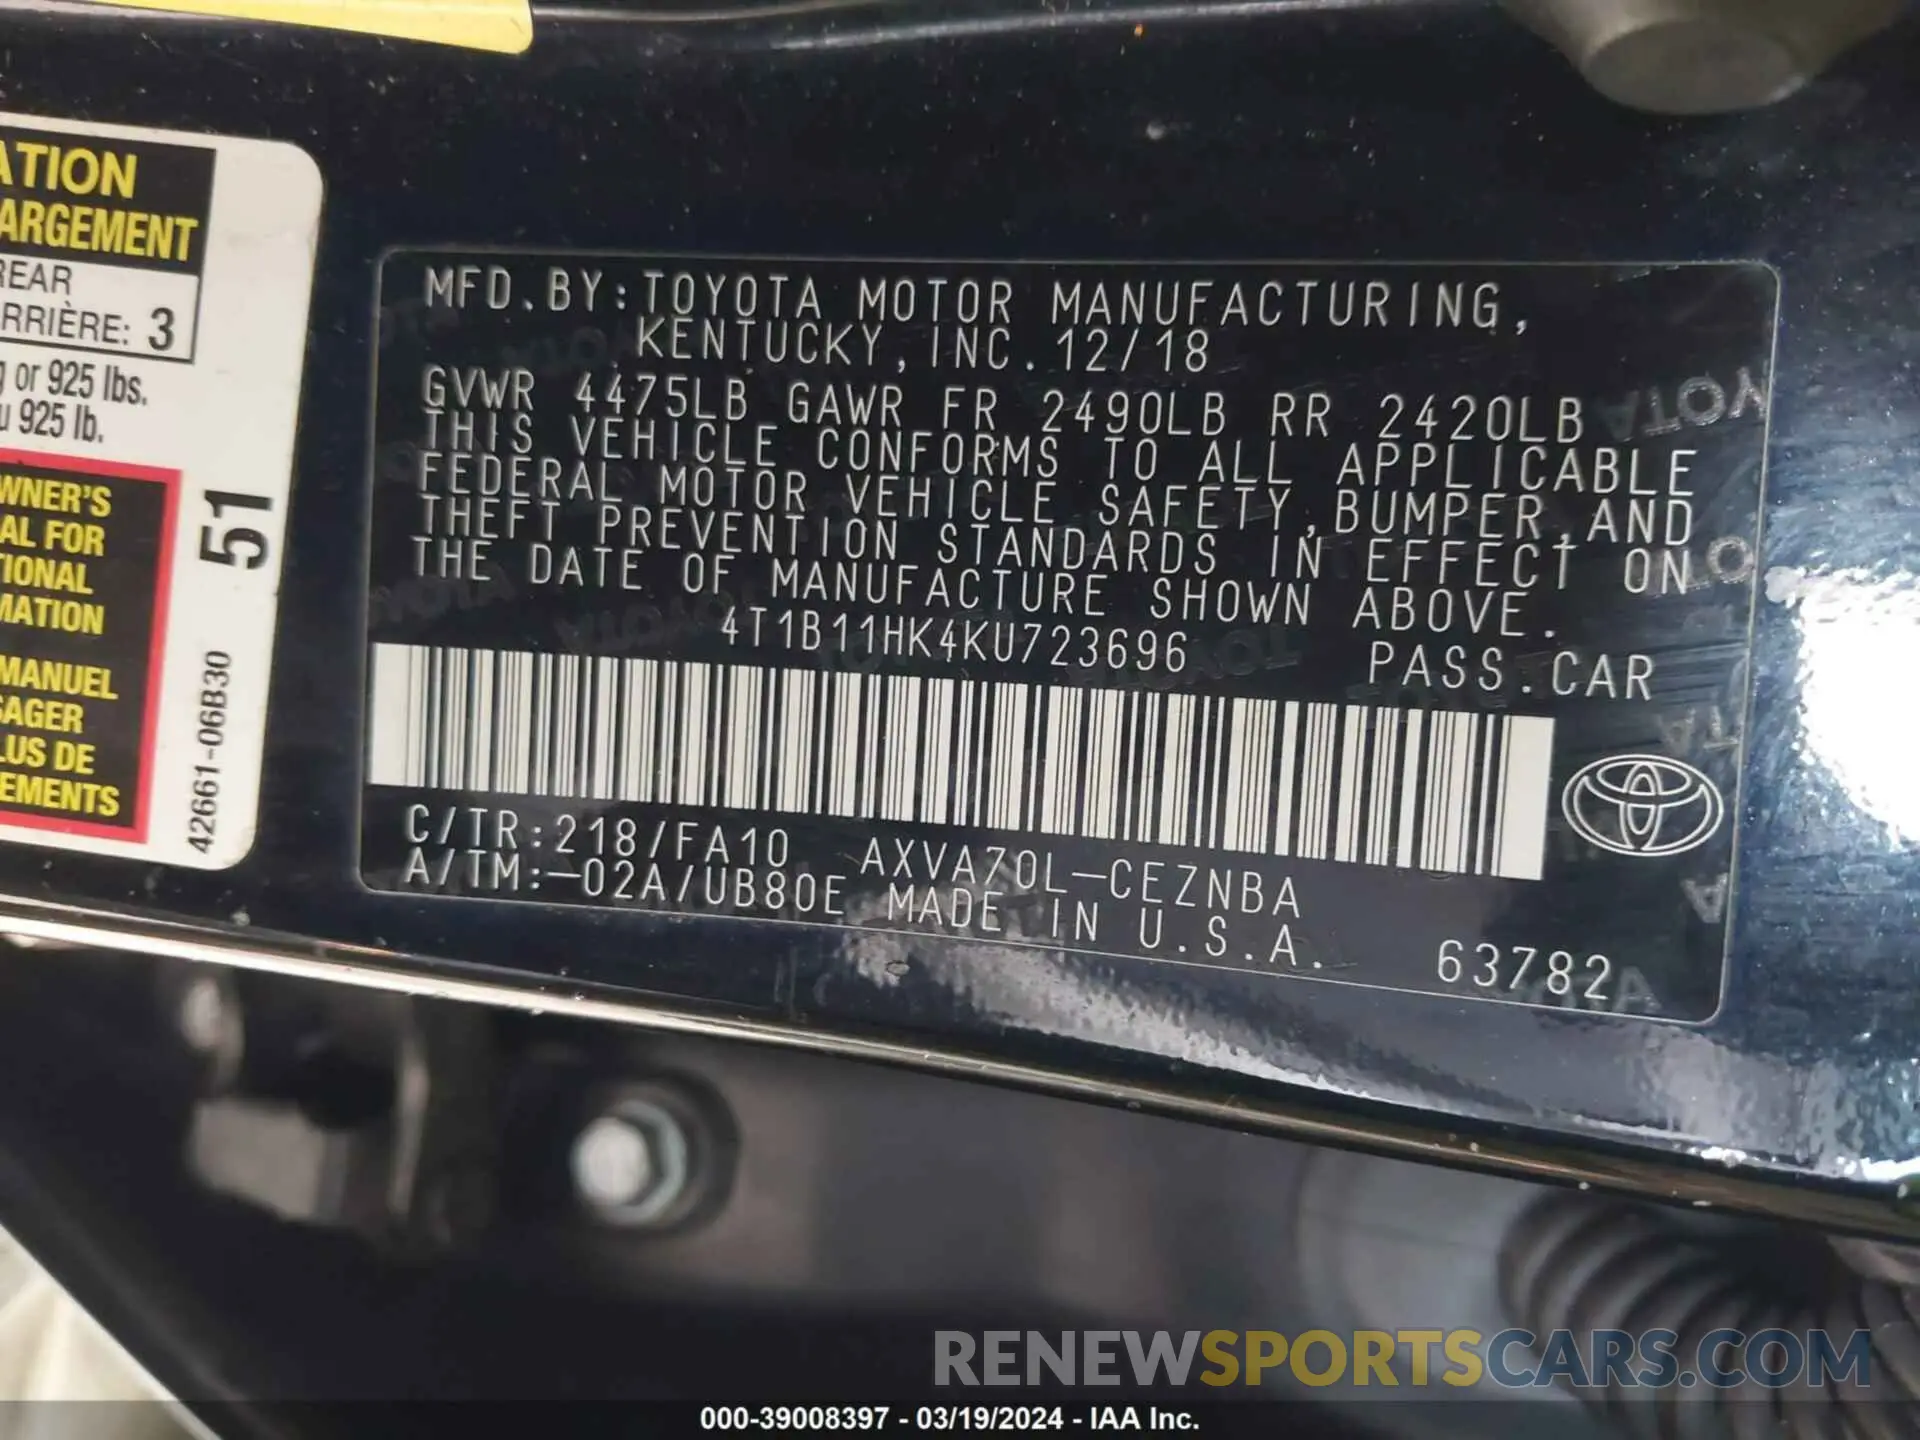 ATION
ARGEMENT
REAR
RRIÈRE: 3
g or 925 lbs.
u 925 lb.
WNER'S
AL FOR
TIONAL
MATION
MANUEL
SAGER
LUS DE
EMENTS
51
42661-06B30
MFD.BY:TOYOTA MOTOR MANUFACTURING,
KENTUCKY, INC. 12/18
GVWR 4475LB GAWR FR 2490LB RR 2420LB
THIS VEHICLE CONFORMS TO ALL APPLICABLE
FEDERAL MOTOR VEHICLE SAFETY,BUMPER,AND
THEFT PREVENTION STANDARDS IN EFFECT ON
THE DATE OF MANUFACTURE SHOWN ABOVE.
4T1B11HK4KU723696 PASS.CAR
C/TR:218/FA10 AXVA70L-CEZNBA
A/TM:-02A/UB80E MADE IN U.S.A.
63782
RENEWSPORTSCARS.COM
000-39008397 - 03/19/2024 - IAA Inc.